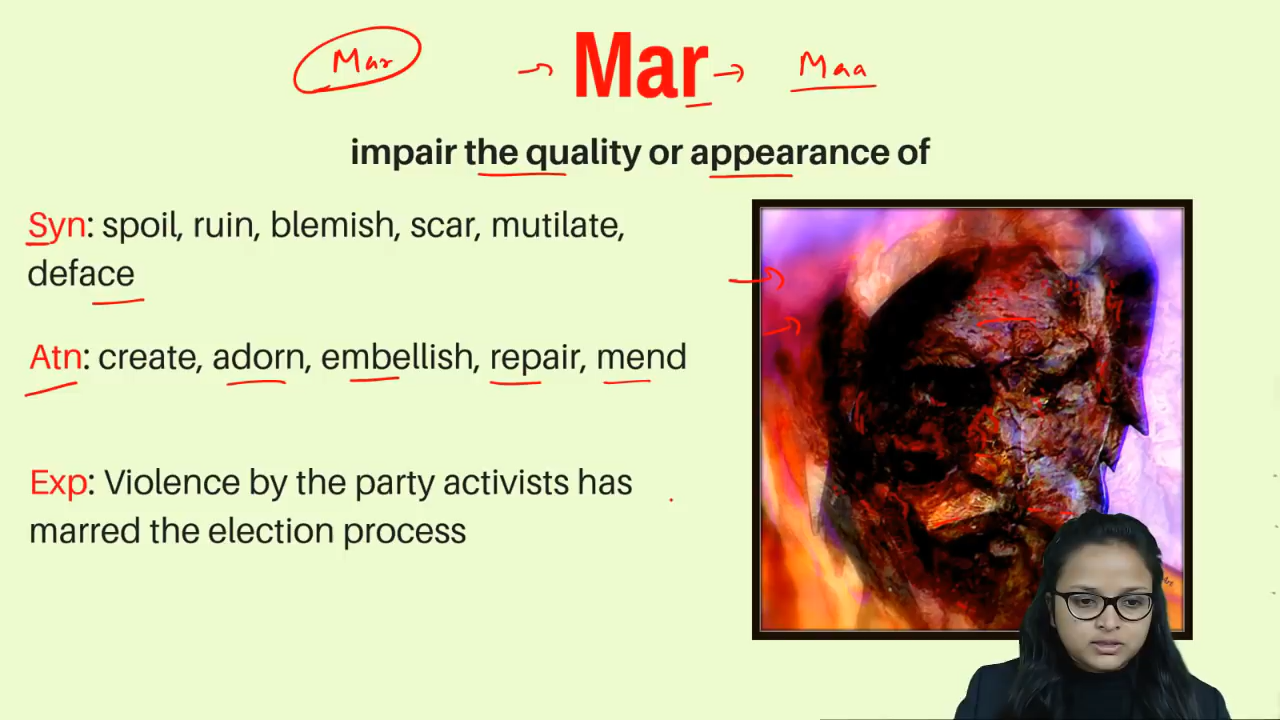 Mar → Mar → Maa
impair the quality or appearance of
Syn: spoil, ruin, blemish, scar, mutilate,
deface
Atn: create, adorn, embellish, repair, mend
Exp: Violence by the party activists has
marred the election process